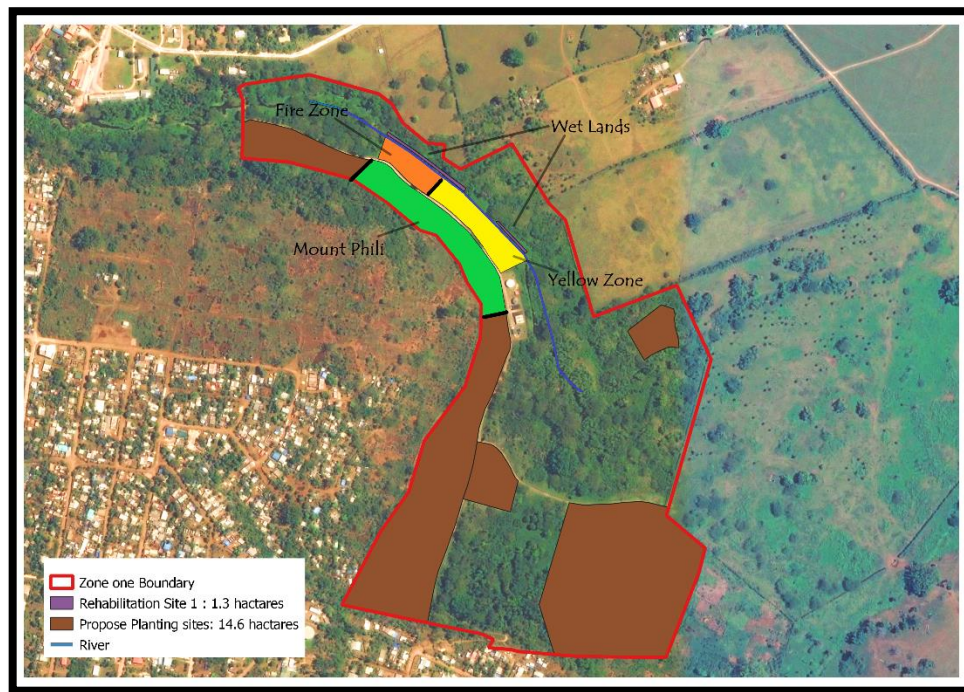 Fire Zone
Wet Lands
Mount Phili
Yellow Zone
Zone one Boundary
Rehabilitation Site 1 : 1.3 hactares
Propose Planting sites: 14.6 hactares
River